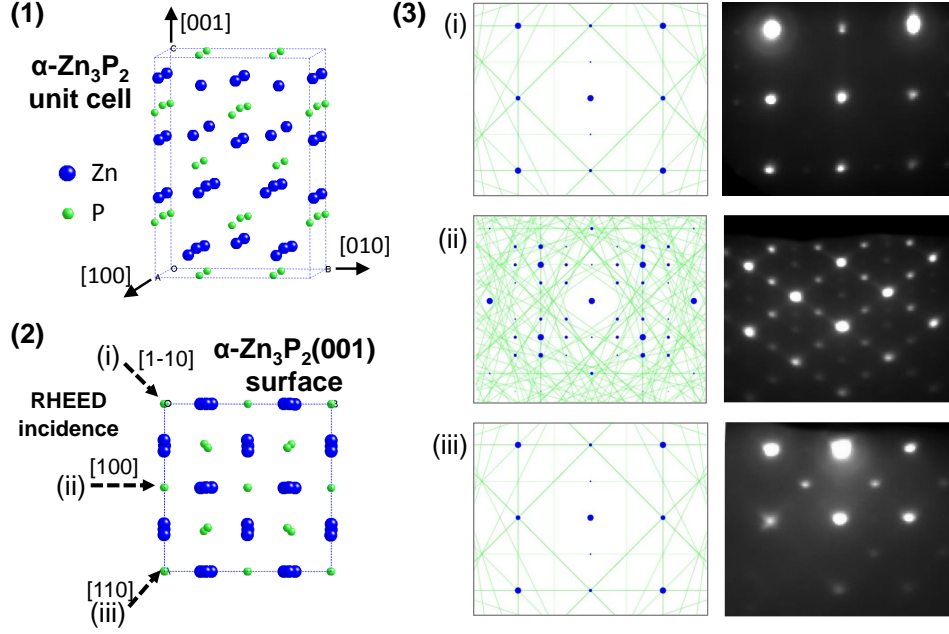 (1)
[001]
α-Zn3P2
unit cell
Zn
P
C
[100]
A
O
B
[010]
(2)
(i)
[1-10]
α-Zn3P2(001)
surface
RHEED
incidence
O
B
[100]
(ii)
A
[110]
(iii)
(3)
(i)
(ii)
(iii)